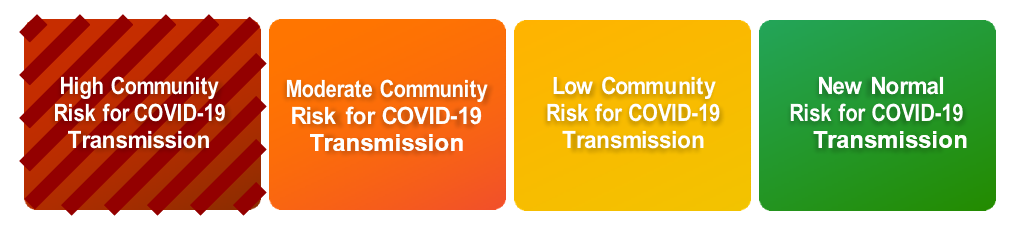 High Community
Risk for COVID-19
Transmission
Moderate Community
Risk for COVID-19
Transmission
Low Community
Risk for COVID-19
Transmission
New Normal
Risk for COVID-19
Transmission